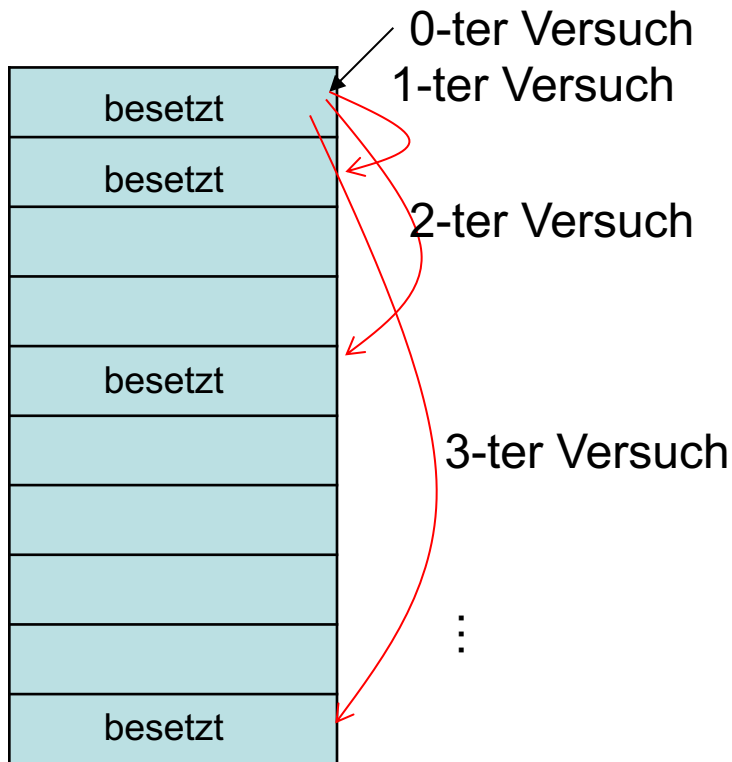 0-ter Versuch
1-ter Versuch
besetzt
besetzt
2-ter Versuch
besetzt
3-ter Versuch
⋮
besetzt